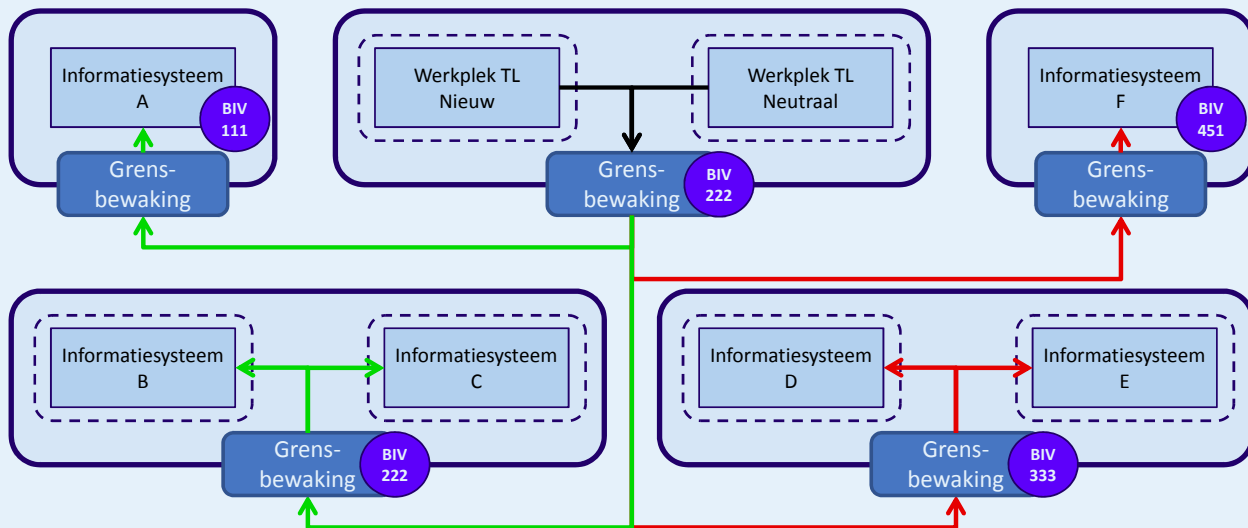 Informatiesysteem
A
BIV
111
Grens-
bewaking
Werkplek TL
Nieuw
Werkplek TL
Neutraal
Grens-
bewaking
BIV
222
Informatiesysteem
F
BIV
451
Grens-
bewaking
Informatiesysteem
B
Informatiesysteem
C
Grens-
bewaking
BIV
222
Informatiesysteem
D
Informatiesysteem
E
Grens-
bewaking
BIV
333